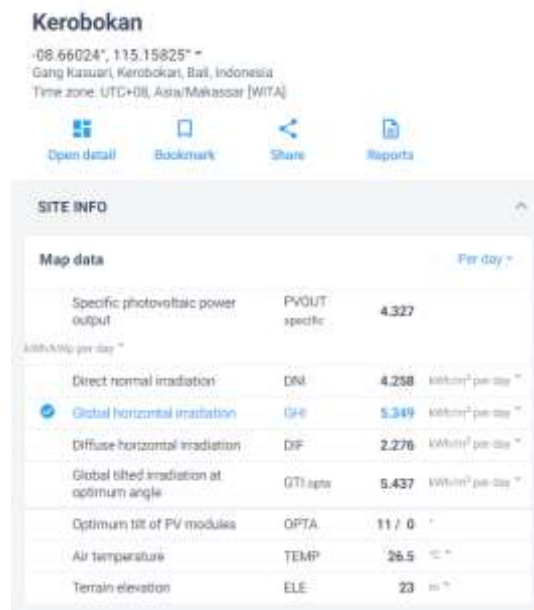 Kerobokan
-08.66024°, 115.15825°
Gang Kasuari, Kerobokan, Bali, Indonesia
Time zone: UTC+08, Asia/Makassar [WITA]
Open detail Bookmark Share Reports
SITE INFO
Map data Per day
Specific photovoltaic power output PVOUT specific 4.327
kWh/kWp per day
Direct normal irradiation DNI 4.258 kWh/m² per day
Global horizontal irradiation GHI 5.349 kWh/m² per day
Diffuse horizontal irradiation DIF 2.276 kWh/m² per day
Global tilted irradiation at optimum angle GTI opta 5.437 kWh/m² per day
Optimum tilt of PV modules OPTA 11 / 0 °
Air temperature TEMP 26.5 °C
Terrain elevation ELE 23 m